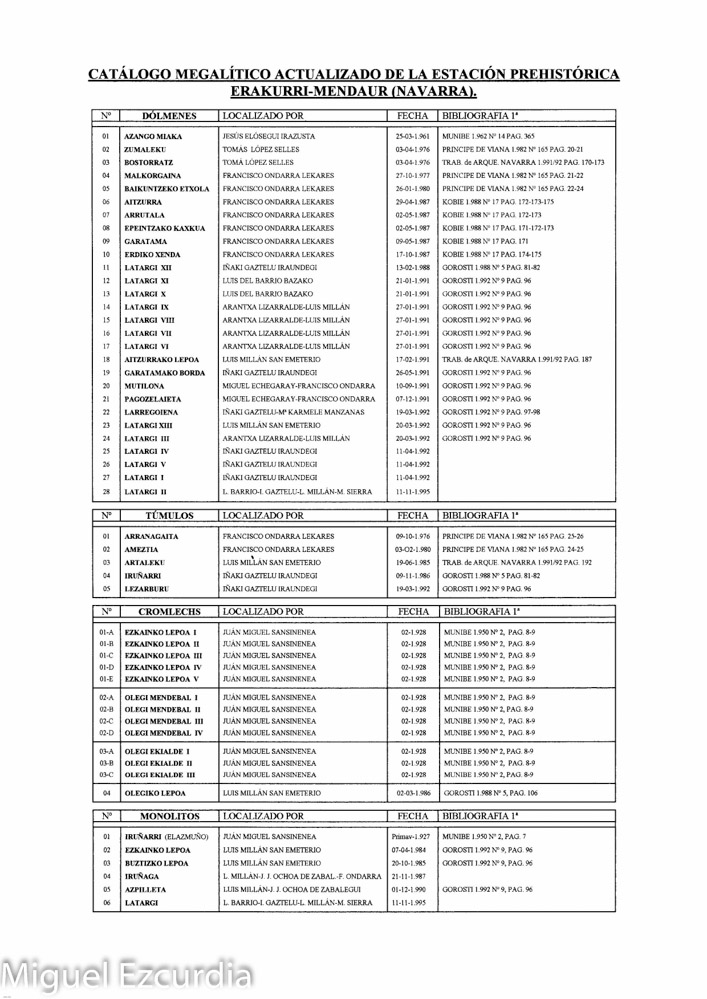 CATÁLOGO MEGALÍTICO ACTUALIZADO DE LA ESTACIÓN PREHISTÓRICA
ERAKURRI-MENDAUR (NAVARRA).
Nº DÓLMENES LOCALIZADO POR FECHA BIBLIOGRAFIA 1ª
01 AZANGO MIAKA JESÚS ELÓSEGUI IRAZUSTA 25-03-1.961 MUNIBE 1.962 Nº 14 PAG. 365
02 ZUMALEKU TOMÁS LÓPEZ SELLES 03-04-1.976 PRINCIPE DE VIANA 1.982 Nº 165 PAG. 20-21
03 BOSTORRATZ TOMÁ LÓPEZ SELLES 03-04-1.976 TRAB. de ARQUE. NAVARRA 1.991/92 PAG. 170-173
04 MALKORGAINA FRANCISCO ONDARRA LEKARES 27-10-1.977 PRINCIPE DE VIANA 1.982 Nº 165 PAG. 21-22
05 BAIKUNTZEKO ETXOLA FRANCISCO ONDARRA LEKARES 26-01-1.980 PRINCIPE DE VIANA 1.982 Nº 165 PAG. 22-24
06 AITZURRA FRANCISCO ONDARRA LEKARES 29-04-1.987 KOBIE 1.988 Nº 17 PAG. 172-173-175
07 ARRUTALA FRANCISCO ONDARRA LEKARES 02-05-1.987 KOBIE 1.988 Nº 17 PAG. 172-173
08 EPEINTZAKO KAXKUA FRANCISCO ONDARRA LEKARES 02-05-1.987 KOBIE 1.988 Nº 17 PAG. 171-172-173
09 GARATAMA FRANCISCO ONDARRA LEKARES 09-05-1.987 KOBIE 1.988 Nº 17 PAG. 171
10 ERDIKO XENDA FRANCISCO ONDARRA LEKARES 17-10-1.987 KOBIE 1.988 Nº 17 PAG. 174-175
11 LATARGI XII IÑAKI GAZTELU IRAUNDEGI 13-02-1.988 GOROSTI 1.988 Nº 5 PAG. 81-82
12 LATARGI XI LUIS DEL BARRIO BAZAKO 21-01-1.991 GOROSTI 1.992 Nº 9 PAG. 96
13 LATARGI X LUIS DEL BARRIO BAZAKO 21-01-1.991 GOROSTI 1.992 Nº 9 PAG. 96
14 LATARGI IX ARANTXA LIZARRALDE-LUIS MILLÁN 27-01-1.991 GOROSTI 1.992 Nº 9 PAG. 96
15 LATARGI VIII ARANTXA LIZARRALDE-LUIS MILLÁN 27-01-1.991 GOROSTI 1.992 Nº 9 PAG. 96
16 LATARGI VII ARANTXA LIZARRALDE-LUIS MILLÁN 27-01-1.991 GOROSTI 1.992 Nº 9 PAG. 96
17 LATARGI VI ARANTXA LIZARRALDE-LUIS MILLÁN 27-01-1.991 GOROSTI 1.992 Nº 9 PAG. 96
18 AITZURRAKO LEPOA LUIS MILLÁN SAN EMETERIO 17-02-1.991 TRAB. de ARQUE. NAVARRA 1.991/92 PAG. 187
19 GARATAMAKO BORDA IÑAKI GAZTELU IRAUNDEGI 26-05-1.991 GOROSTI 1.992 Nº 9 PAG. 96
20 MUTILONA MIGUEL ECHEGARAY-FRANCISCO ONDARRA 10-09-1.991 GOROSTI 1.992 Nº 9 PAG. 96
21 PAGOZELAIETA MIGUEL ECHEGARAY-FRANCISCO ONDARRA 07-12-1.991 GOROSTI 1.992 Nº 9 PAG. 96
22 LARREGOIENA IÑAKI GAZTELU-Mª KARMELE MANZANAS 19-03-1.992 GOROSTI 1.992 Nº 9 PAG. 97-98
23 LATARGI XIII LUIS MILLÁN SAN EMETERIO 20-03-1.992 GOROSTI 1.992 Nº 9 PAG. 96
24 LATARGI III ARANTXA LIZARRALDE-LUIS MILLÁN 20-03-1.992 GOROSTI 1.992 Nº 9 PAG. 96
25 LATARGI IV IÑAKI GAZTELU IRAUNDEGI 11-04-1.992
26 LATARGI V IÑAKI GAZTELU IRAUNDEGI 11-04-1.992
27 LATARGI I IÑAKI GAZTELU IRAUNDEGI 11-04-1.992
28 LATARGI II L. BARRIO-I. GAZTELU-L. MILLÁN-M. SIERRA 11-11-1.995
Nº TÚMULOS LOCALIZADO POR FECHA BIBLIOGRAFIA 1ª
01 ARRANAGAITA FRANCISCO ONDARRA LEKARES 09-10-1.976 PRINCIPE DE VIANA 1.982 Nº 165 PAG. 25-26
02 AMEZTIA FRANCISCO ONDARRA LEKARES 03-O2-1.980 PRINCIPE DE VIANA 1.982 Nº 165 PAG. 24-25
03 ARTALEKU LUIS MILLÁN SAN EMETERIO 19-06-1.985 TRAB. de ARQUE. NAVARRA 1.991/92 PAG. 192
04 IRUÑARRI IÑAKI GAZTELU IRAUNDEGI 09-11-1.986 GOROSTI 1.988 Nº 5 PAG. 81-82
05 LEZARBURU IÑAKI GAZTELU IRAUNDEGI 19-03-1.992 GOROSTI 1.992 Nº 9 PAG. 96
Nº CROMLECHS LOCALIZADO POR FECHA BIBLIOGRAFIA 1ª
01-A EZKAINKO LEPOA I JUÁN MIGUEL SANSINENEA 02-1.928 MUNIBE 1.950 Nº 2, PAG. 8-9
01-B EZKAINKO LEPOA II JUÁN MIGUEL SANSINENEA 02-1.928 MUNIBE 1.950 Nº 2, PAG. 8-9
01-C EZKAINKO LEPOA III JUÁN MIGUEL SANSINENEA 02-1.928 MUNIBE 1.950 Nº 2, PAG. 8-9
01-D EZKAINKO LEPOA IV JUÁN MIGUEL SANSINENEA 02-1.928 MUNIBE 1.950 Nº 2, PAG. 8-9
01-E EZKAINKO LEPOA V JUÁN MIGUEL SANSINENEA 02-1.928 MUNIBE 1.950 Nº 2, PAG. 8-9
02-A OLEGI MENDEBAL I JUÁN MIGUEL SANSINENEA 02-1.928 MUNIBE 1.950 Nº 2, PAG. 8-9
02-B OLEGI MENDEBAL II JUÁN MIGUEL SANSINENEA 02-1.928 MUNIBE 1.950 Nº 2, PAG. 8-9
02-C OLEGI MENDEBAL III JUÁN MIGUEL SANSINENEA 02-1.928 MUNIBE 1.950 Nº 2, PAG. 8-9
02-D OLEGI MENDEBAL IV JUÁN MIGUEL SANSINENEA 02-1.928 MUNIBE 1.950 Nº 2, PAG. 8-9
03-A OLEGI EKIALDE I JUÁN MIGUEL SANSINENEA 02-1.928 MUNIBE 1.950 Nº 2, PAG. 8-9
03-B OLEGI EKIALDE II JUÁN MIGUEL SANSINENEA 02-1.928 MUNIBE 1.950 Nº 2, PAG. 8-9
03-C OLEGI EKIALDE III JUÁN MIGUEL SANSINENEA 02-1.928 MUNIBE 1.950 Nº 2, PAG. 8-9
04 OLEGIKO LEPOA LUIS MILLÁN SAN EMETERIO 02-03-1.986 GOROSTI 1.988 Nº 5, PAG. 106
Nº MONOLITOS LOCALIZADO POR FECHA BIBLIOGRAFIA 1ª
01 IRUÑARRI (ELAZMUÑO) JUÁN MIGUEL SANSINENEA Primav-1.927 MUNIBE 1.950 Nº 2, PAG. 7
02 EZKAINKO LEPOA LUIS MILLÁN SAN EMETERIO 07-04-1.984 GOROSTI 1.992 Nº 9, PAG. 96
03 BUZTIZKO LEPOA LUIS MILLÁN SAN EMETERIO 20-10-1.985 GOROSTI 1.992 Nº 9, PAG. 96
04 IRUÑAGA L. MILLÁN-J. J. OCHOA DE ZABAL.-F. ONDARRA 21-11-1.987
05 AZPILLETA LUIS MILLÁN-J. J. OCHOA DE ZABALEGUI 01-12-1.990 GOROSTI 1.992 Nº 9, PAG. 96
06 LATARGI L. BARRIO-I. GAZTELU-L. MILLÁN-M. SIERRA 11-11-1.995
Miguel Ezcurdia